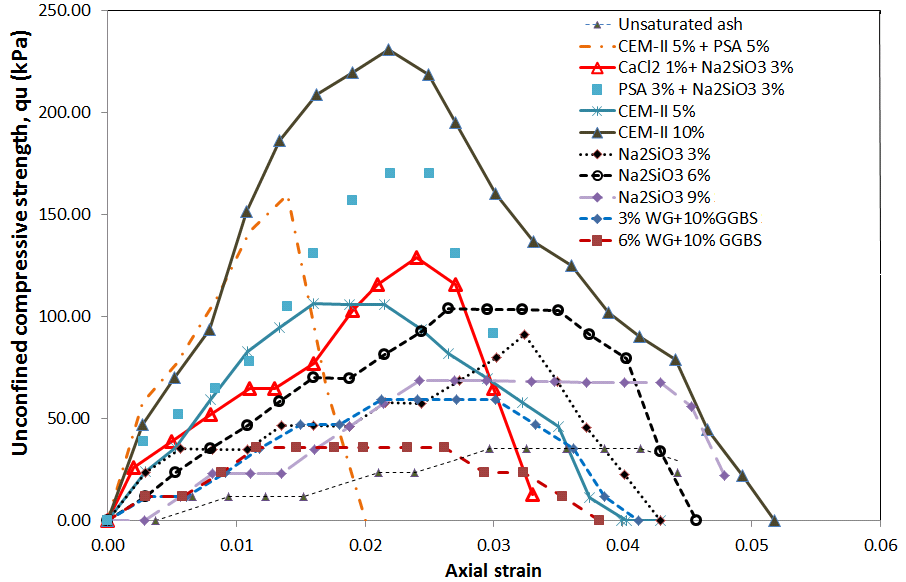 250.00
200.00
150.00
100.00
50.00
0.00
Unconfined compressive strength, qu (kPa)
Unsaturated ash
CEM-II 5% + PSA 5%
CaCl2 1%+ Na2SiO3 3%
PSA 3% + Na2SiO3 3%
CEM-II 5%
CEM-II 10%
Na2SiO3 3%
Na2SiO3 6%
Na2SiO3 9%
3% WG+10%GGBS
6% WG+10% GGBS
0.00 0.01 0.02 0.03 0.04 0.05 0.06
Axial strain